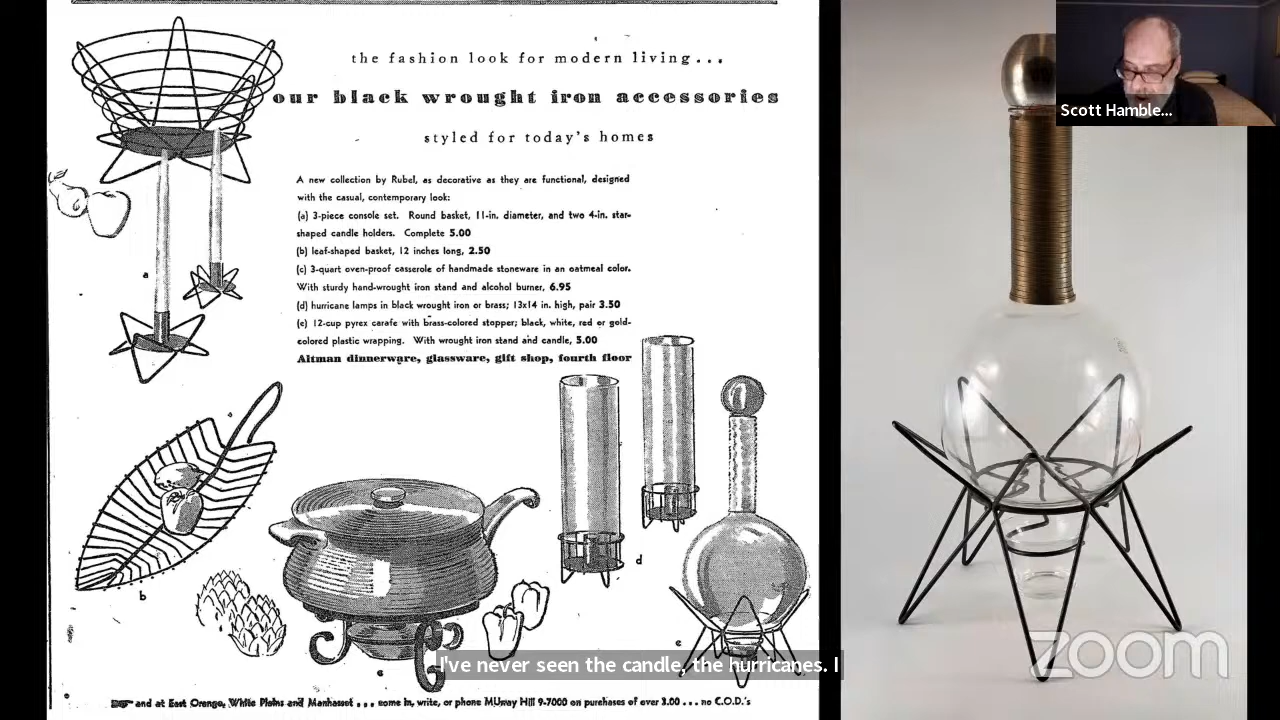 the fashion look for modern living...
our black wrought iron accessories
styled for today's homes
A new collection by Rubel, as decorative as they are functional, designed
with the casual, contemporary look:
(a) 3-piece console set. Round basket, 11-in. diameter, and two 4-in. star-
shaped candle holders. Complete 5.00
(b) leaf-shaped basket, 12 inches long, 2.50
(c) 3-quart oven-proof casserole of handmade stoneware in an oatmeal color.
With sturdy hand-wrought iron stand and alcohol burner, 6.95
(d) hurricane lamps in black wrought iron or brass; 13x14 in. high, pair 3.50
(e) 12-cup pyrex carafe with brass-colored stopper; black, white, red or gold-
colored plastic wrapping. With wrought iron stand and candle, 5.00
Altman dinnerware, glassware, gift shop, fourth floor
a
b
c
d
e
and at East Orange, White Plains and Manhasset ... come in, write, or phone MUrray Hill 9-7000 on purchases of over 3.00 ... no C.O.D.'s
Scott Hamble...
I've never seen the candle, the hurricanes. I
zoom